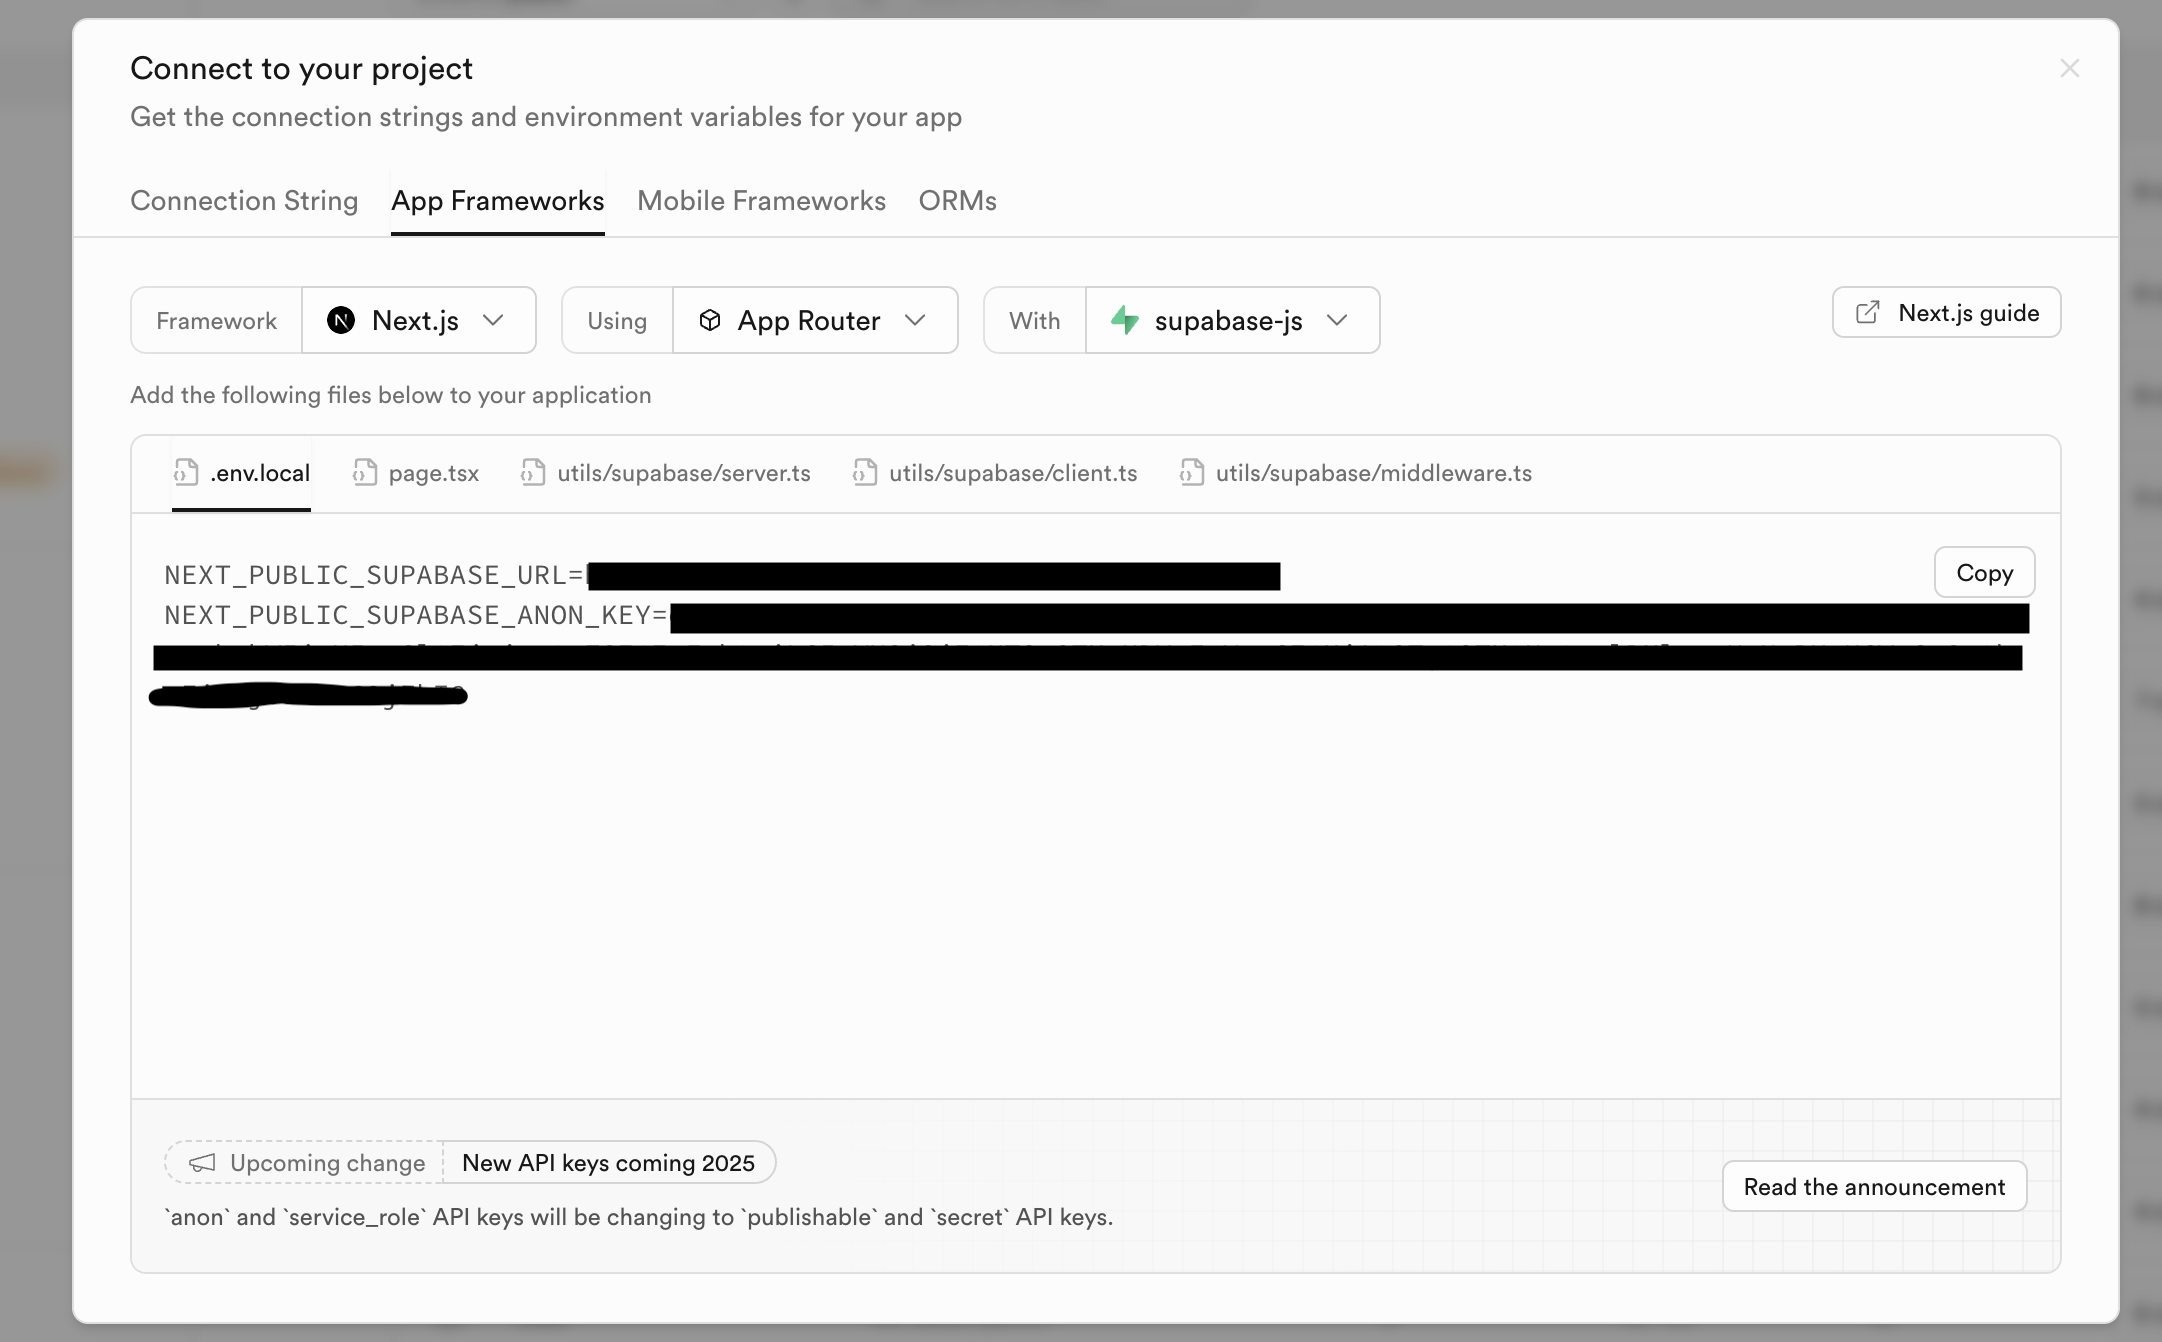 Connect to your project
Get the connection strings and environment variables for your app
Connection String App Frameworks Mobile Frameworks ORMs
Framework Next.js Using App Router With supabase-js Next.js guide
Add the following files below to your application
.env.local page.tsx utils/supabase/server.ts utils/supabase/client.ts utils/supabase/middleware.ts
NEXT_PUBLIC_SUPABASE_URL=
Copy
NEXT_PUBLIC_SUPABASE_ANON_KEY=
Upcoming change New API keys coming 2025
Read the announcement
`anon` and `service_role` API keys will be changing to `publishable` and `secret` API keys.